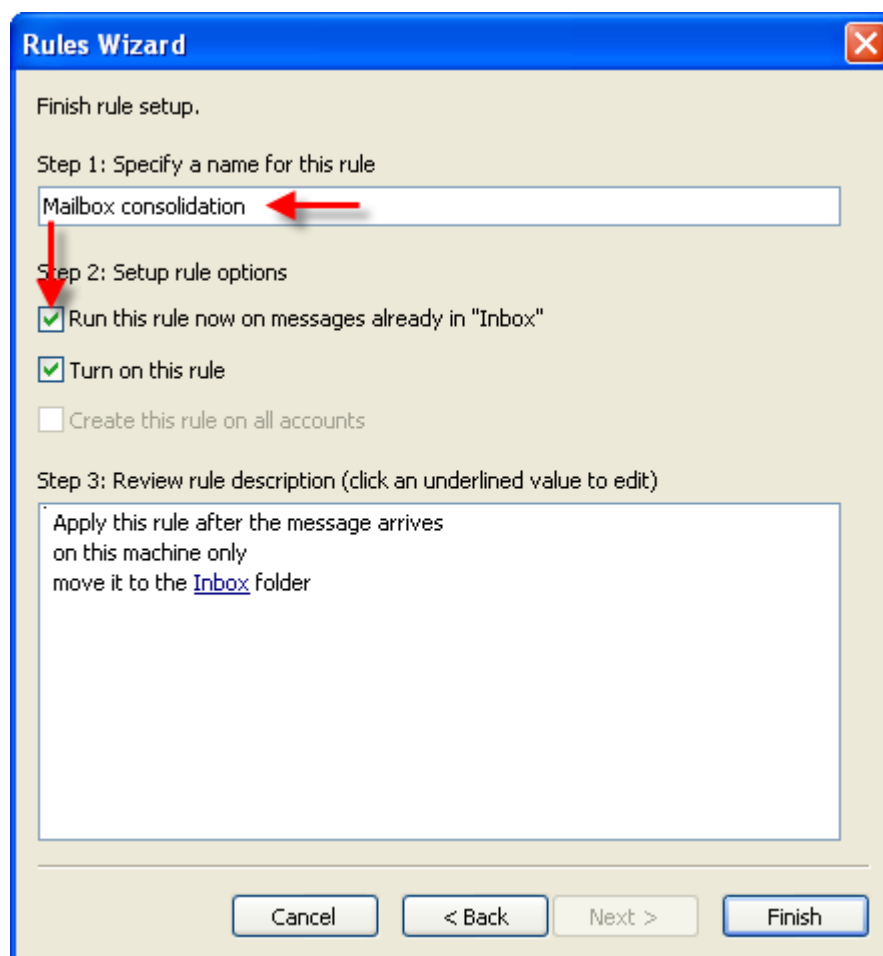 Rules Wizard
Finish rule setup.
Step 1: Specify a name for this rule
Mailbox consolidation
Step 2: Setup rule options
Run this rule now on messages already in "Inbox"
Turn on this rule
Create this rule on all accounts
Step 3: Review rule description (click an underlined value to edit)
Apply this rule after the message arrives
on this machine only
move it to the Inbox folder
Cancel < Back Next > Finish